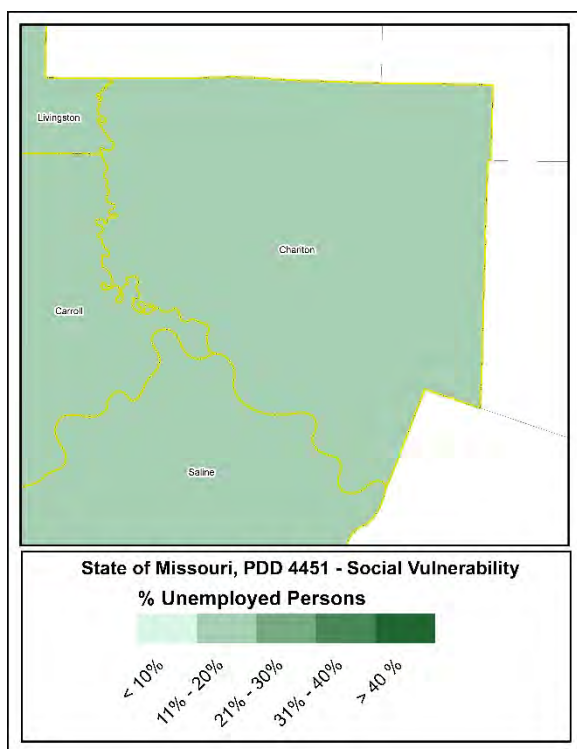 Livingston
Chariton
Carroll
Saline
State of Missouri, PDD 4451 - Social Vulnerability
% Unemployed Persons
< 10%
11% - 20%
21% - 30%
31% - 40%
> 40 %